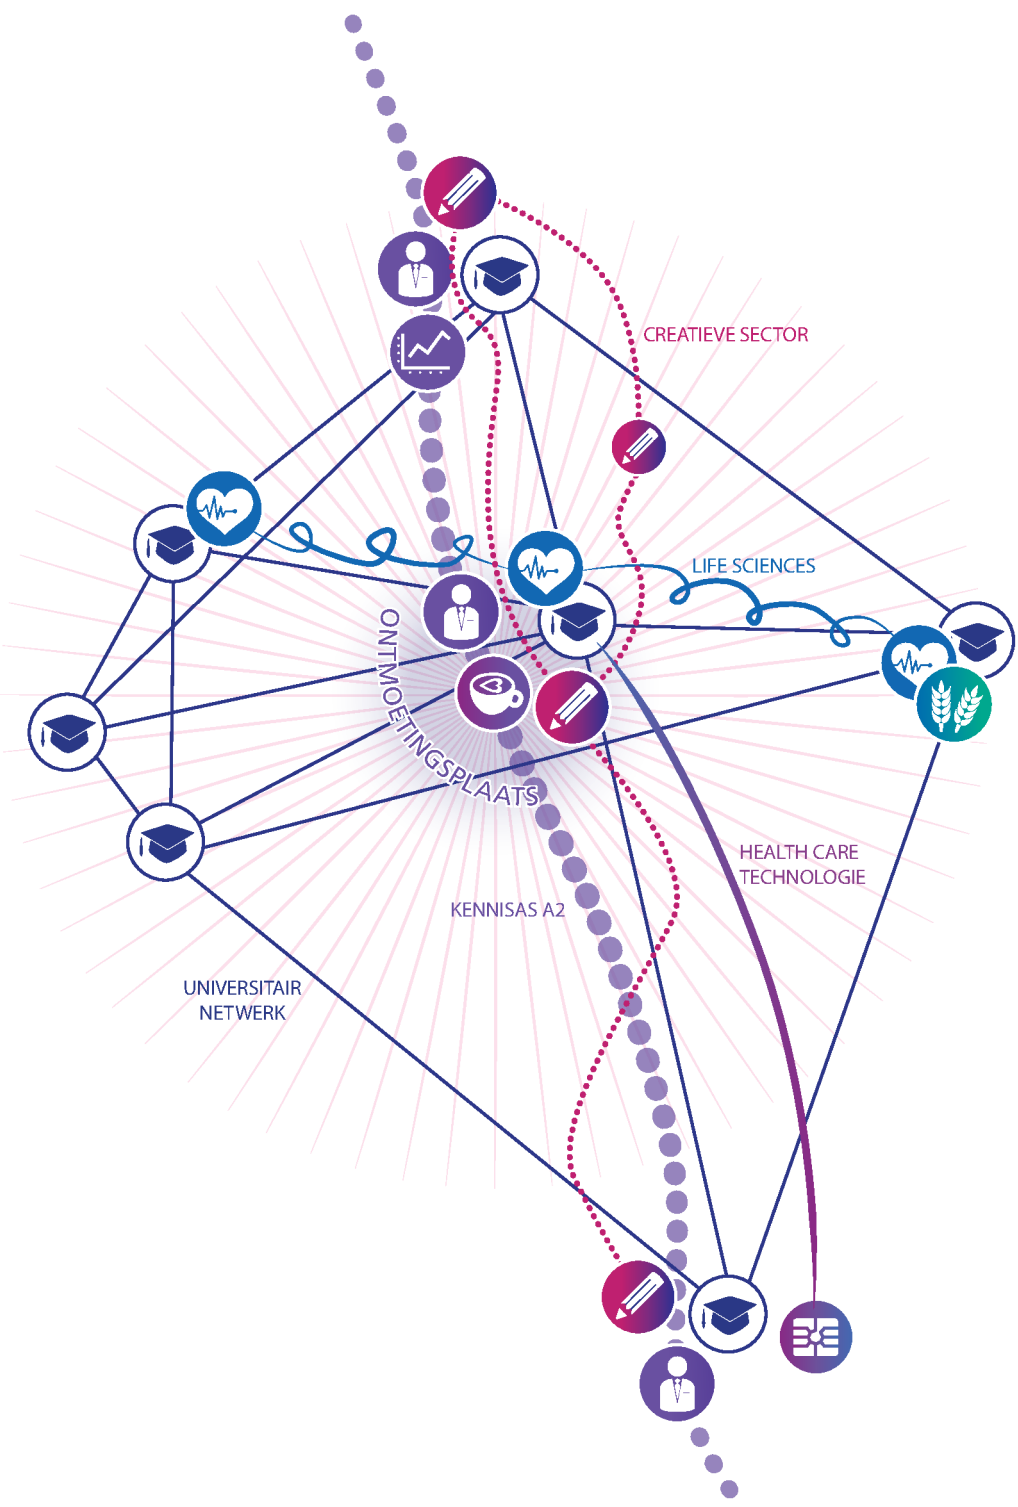 CREATIEVE SECTOR
LIFE SCIENCES
ONTMOETINGSPLAATS
HEALTH CARE
TECHNOLOGIE
KENNISAS A2
UNIVERSITAIR
NETWERK